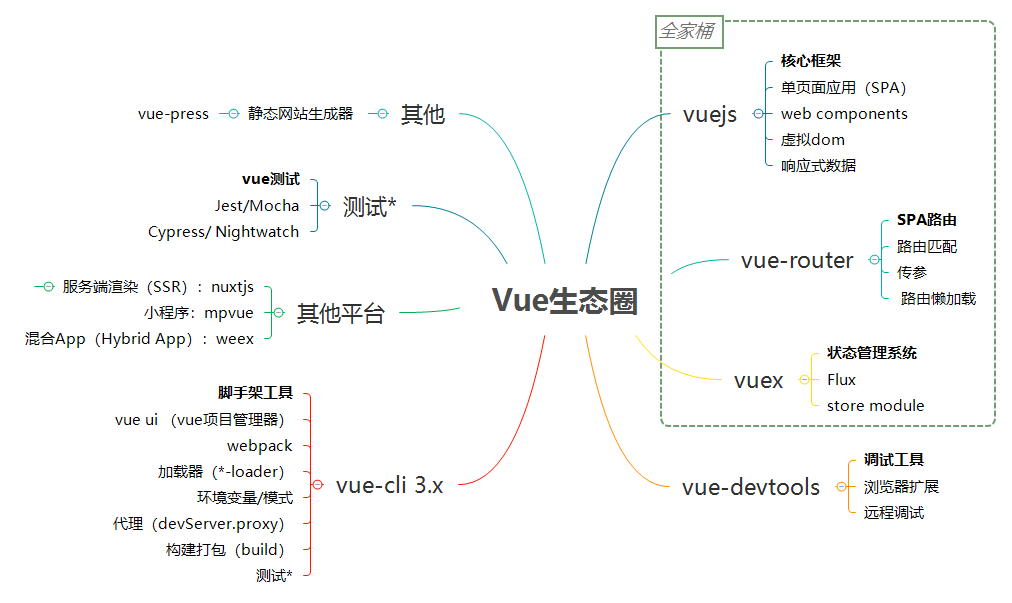 Vue生态圈
全家桶
vuejs
核心框架
单页面应用（SPA）
web components
虚拟dom
响应式数据
vue-router
SPA路由
路由匹配
传参
路由懒加载
vuex
状态管理系统
Flux
store module
vue-devtools
调试工具
浏览器扩展
远程调试
其他
静态网站生成器
vue-press
测试*
vue测试
Jest/Mocha
Cypress/ Nightwatch
其他平台
服务端渲染（SSR）：nuxtjs
小程序：mpvue
混合App（Hybrid App）：weex
vue-cli 3.x
脚手架工具
vue ui （vue项目管理器）
webpack
加载器（*-loader）
环境变量/模式
代理（devServer.proxy）
构建打包（build）
测试*